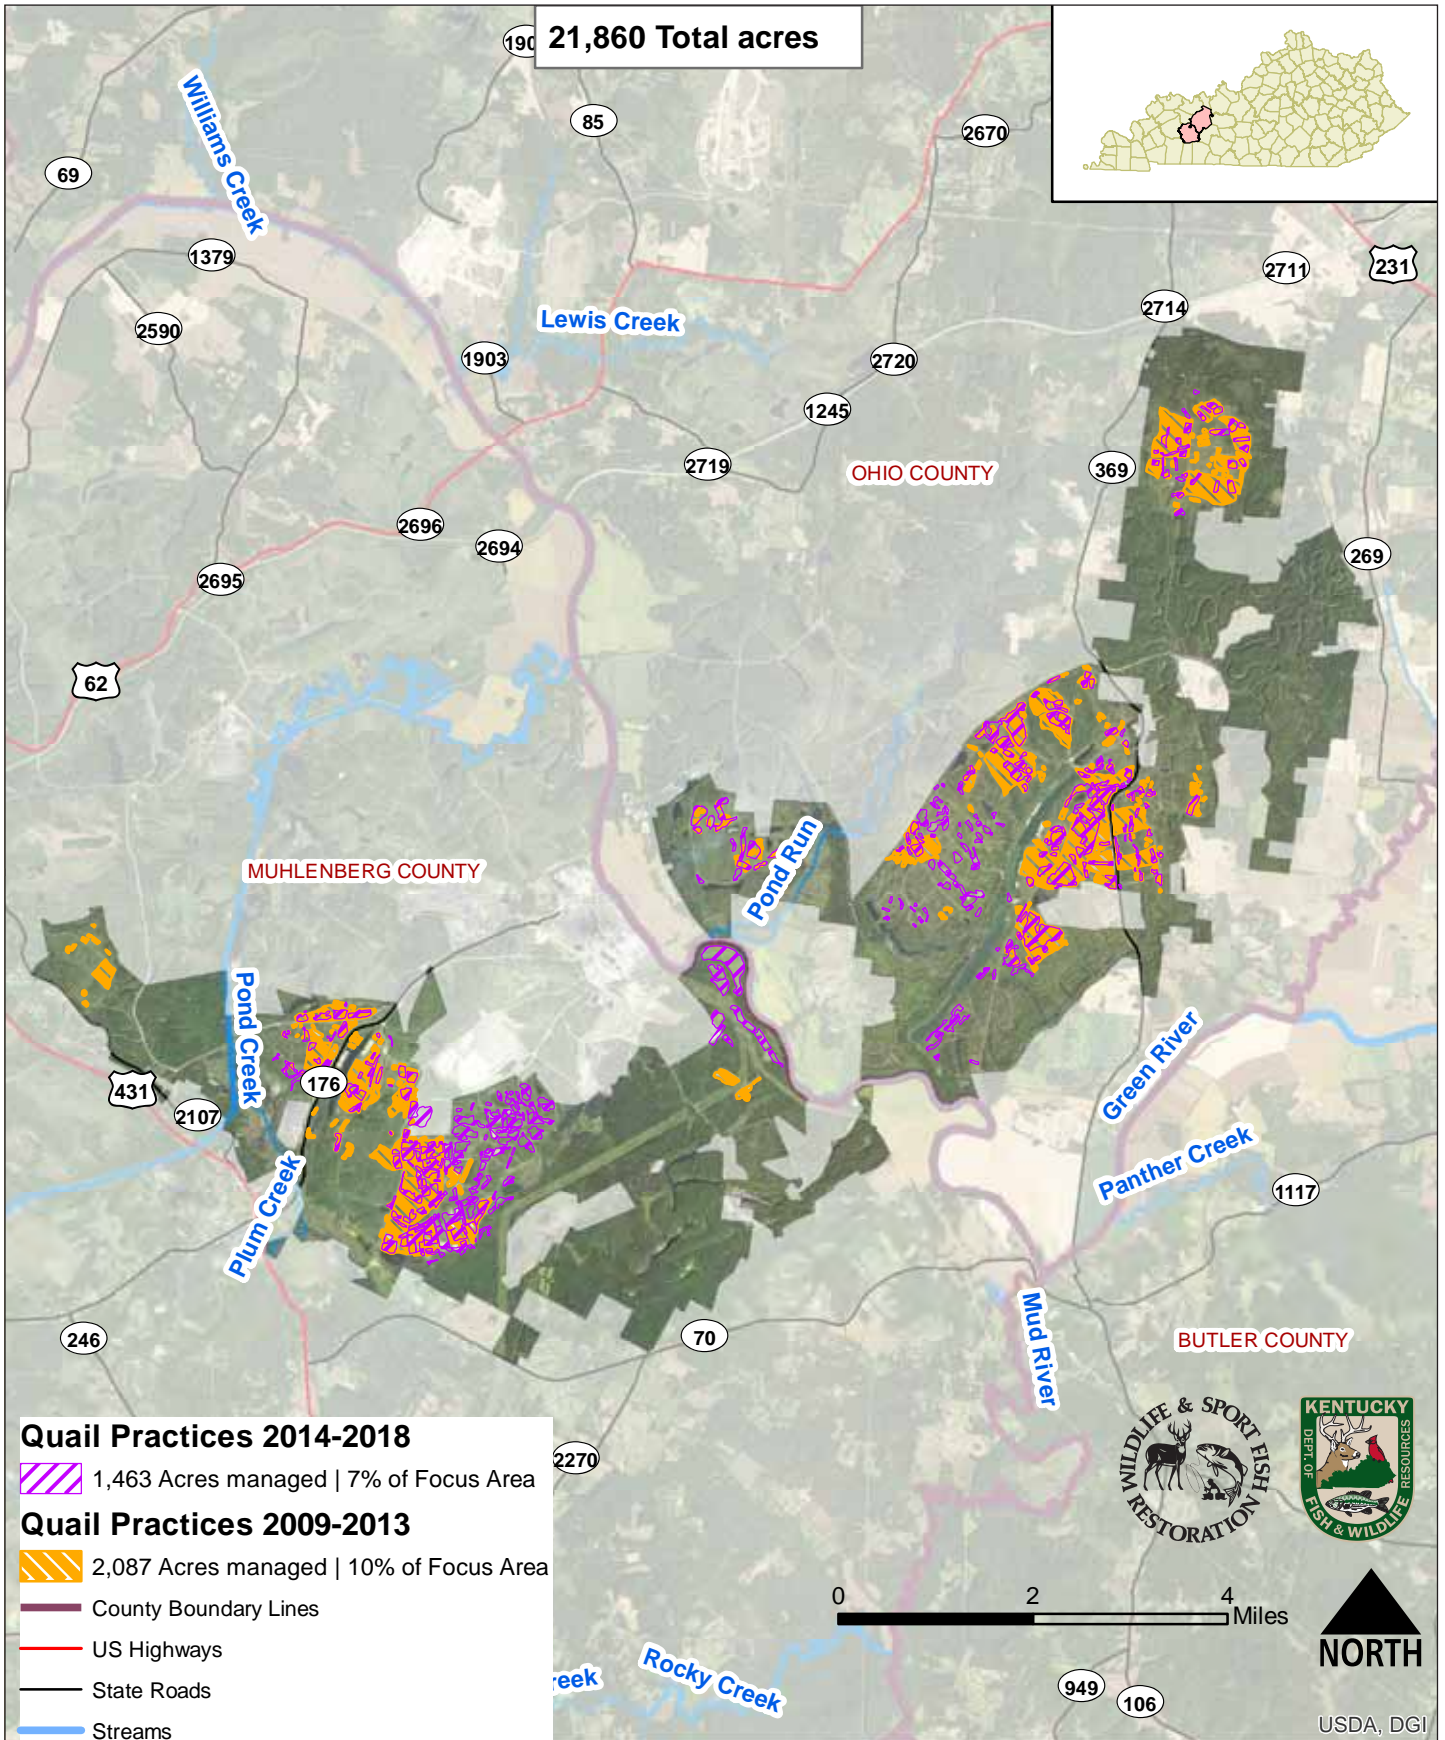 21,860 Total acres
190
85
2670
69
Williams Creek
1379
2711
231
2714
2590
Lewis Creek
1903
2720
1245
2719
OHIO COUNTY
369
2696
2694
269
2695
62
MUHLENBERG COUNTY
Pond Run
Pond Creek
176
431
2107
Green River
Panther Creek
1117
Plum Creek
246
70
Mud River
BUTLER COUNTY
2270
Quail Practices 2014-2018
1,463 Acres managed | 7% of Focus Area
Quail Practices 2009-2013
2,087 Acres managed | 10% of Focus Area
County Boundary Lines
US Highways
State Roads
Streams
WILDLIFE & SPORT FISH
RESTORATION
KENTUCKY
DEPT. OF
FISH & WILDLIFE
RESOURCES
0 2 4
Miles
NORTH
reek
Rocky Creek
949
106
USDA, DGI